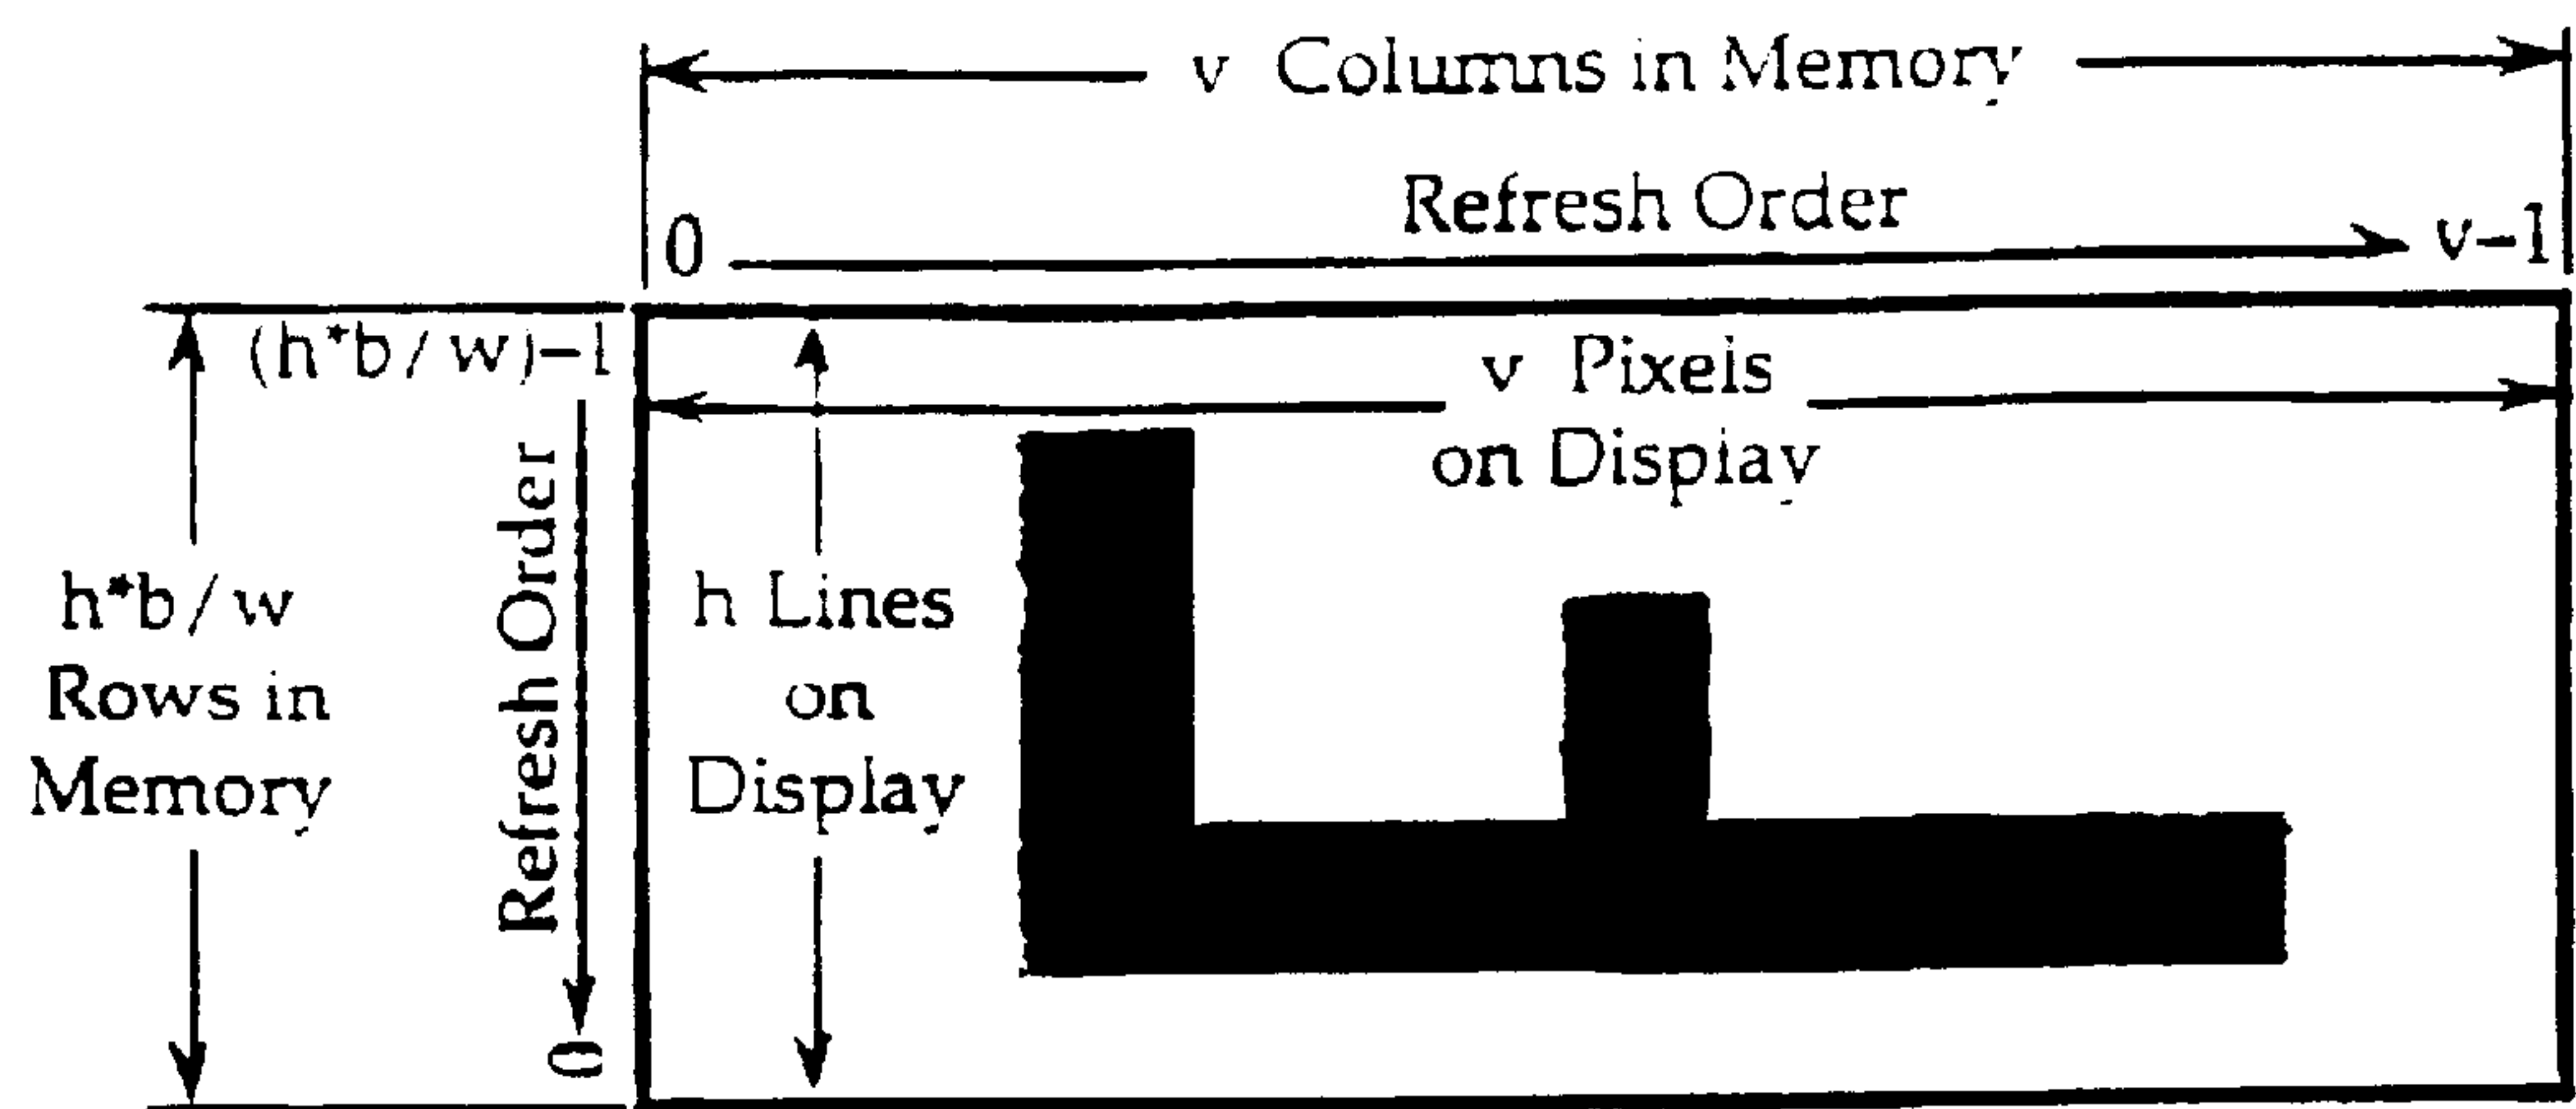 v Columns in Memory
Refresh Order
0
v–1
(h*b/w)–1
v Pixels
on Display
Refresh Order
h*b/w
Rows in
Memory
h Lines
on
Display
0